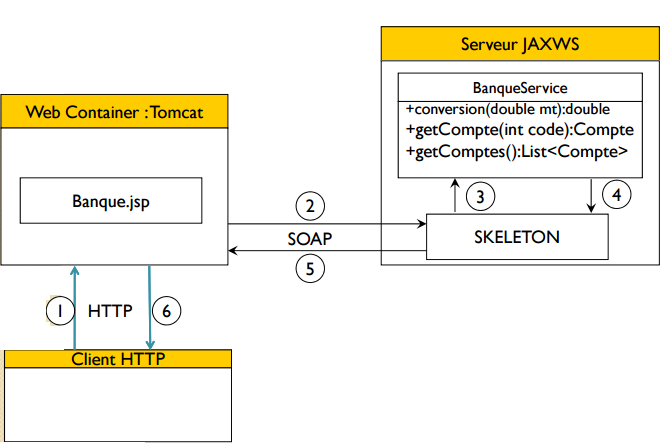 Serveur JAXWS
BanqueService
+conversion(double mt):double
+getCompte(int code):Compte
+getComptes():List<Compte>
Web Container :Tomcat
Banque.jsp
2
3
4
SOAP
SKELETON
5
1
HTTP
6
Client HTTP